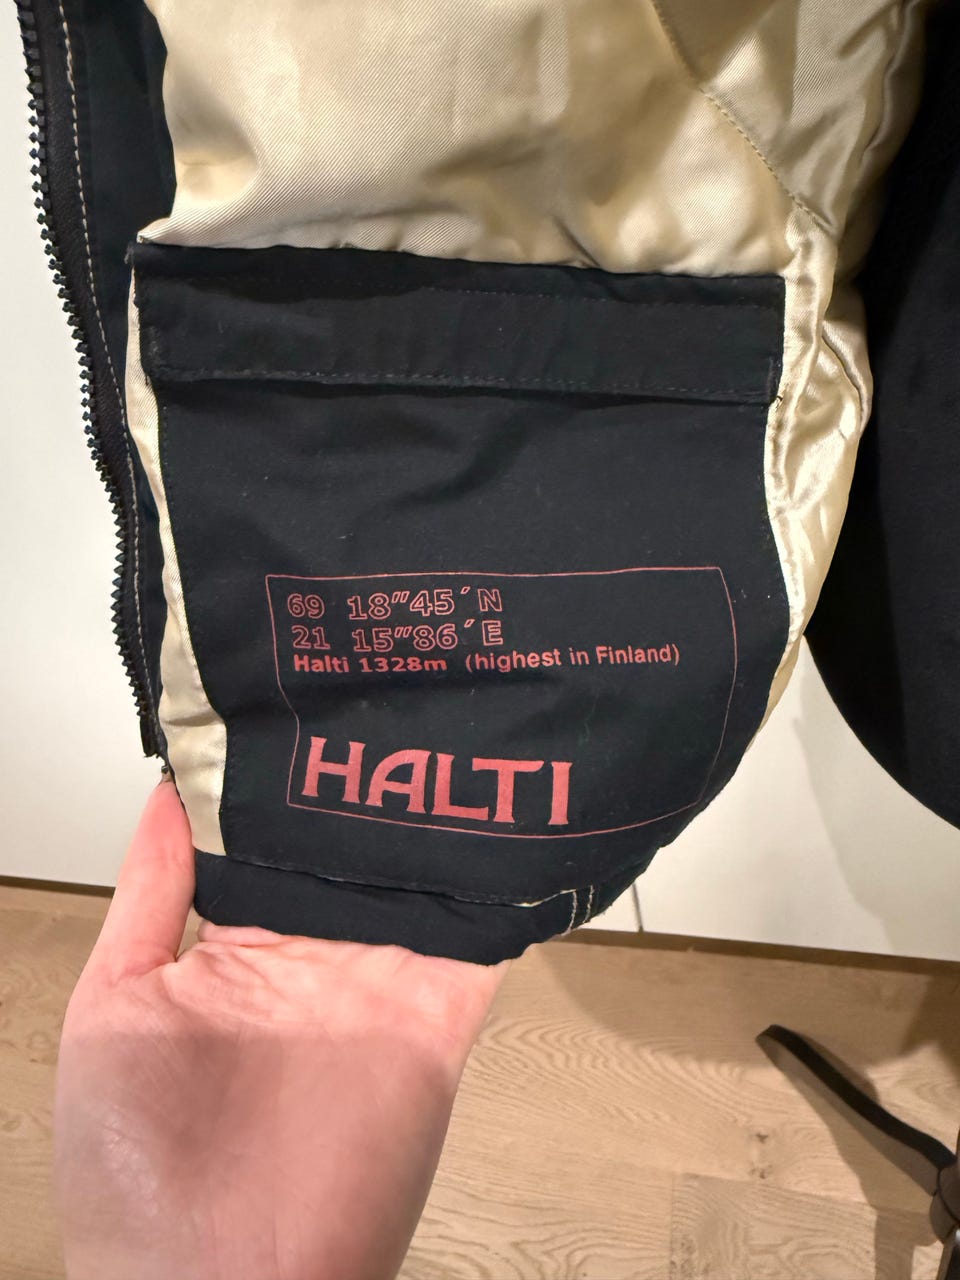 69 18"45´N
21 15"86´E
Halti 1328m (highest in Finland)
HALTI